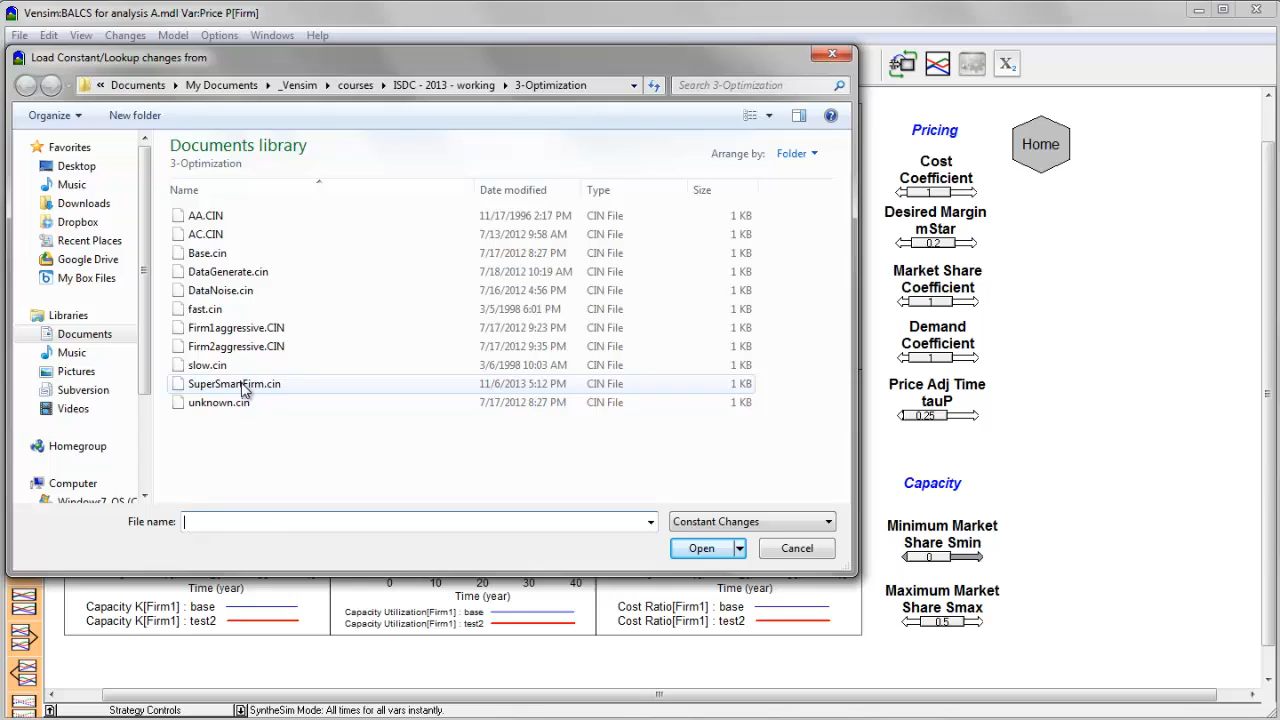 Vensim:BALCS for analysis A.mdl Var:Price P[Firm]
File Edit View Changes Model Options Windows Help
Load Constant/Lookup changes from
« Documents My Documents _Vensim courses ISDC - 2013 - working 3-Optimization Search 3-Optimization
Organize New folder
Favorites
Desktop
Music
Downloads
Dropbox
Recent Places
Google Drive
My Box Files
Libraries
Documents
Music
Pictures
Subversion
Videos
Homegroup
Computer
Documents library
3-Optimization
Arrange by: Folder
Name Date modified Type Size
AA.CIN 11/17/1996 2:17 PM CIN File 1 KB
AC.CIN 7/13/2012 9:58 AM CIN File 1 KB
Base.cin 7/17/2012 8:27 PM CIN File 1 KB
DataGenerate.cin 7/18/2012 10:19 AM CIN File 1 KB
DataNoise.cin 7/16/2012 4:56 PM CIN File 1 KB
fast.cin 3/5/1998 6:01 PM CIN File 1 KB
Firm1aggressive.CIN 7/17/2012 9:23 PM CIN File 1 KB
Firm2aggressive.CIN 7/17/2012 9:35 PM CIN File 1 KB
slow.cin 3/6/1998 10:03 AM CIN File 1 KB
SuperSmartFirm.cin 11/6/2013 5:12 PM CIN File 1 KB
unknown.cin 7/17/2012 8:27 PM CIN File 1 KB
File name: Constant Changes
Open Cancel
X₂
Pricing
Home
Cost
Coefficient
1
Desired Margin
mStar
0.2
Market Share
Coefficient
1
Demand
Coefficient
1
Price Adj Time
tauP
0.25
Capacity
Minimum Market
Share Smin
0
Maximum Market
Share Smax
0.5
0 10 20 30 40
Time (year) Time (year) Time (year)
Capacity K[Firm1] : base
Capacity K[Firm1] : test2
Capacity Utilization[Firm1] : base
Capacity Utilization[Firm1] : test2
Cost Ratio[Firm1] : base
Cost Ratio[Firm1] : test2
Strategy Controls SyntheSim Mode: All times for all vars instantly.